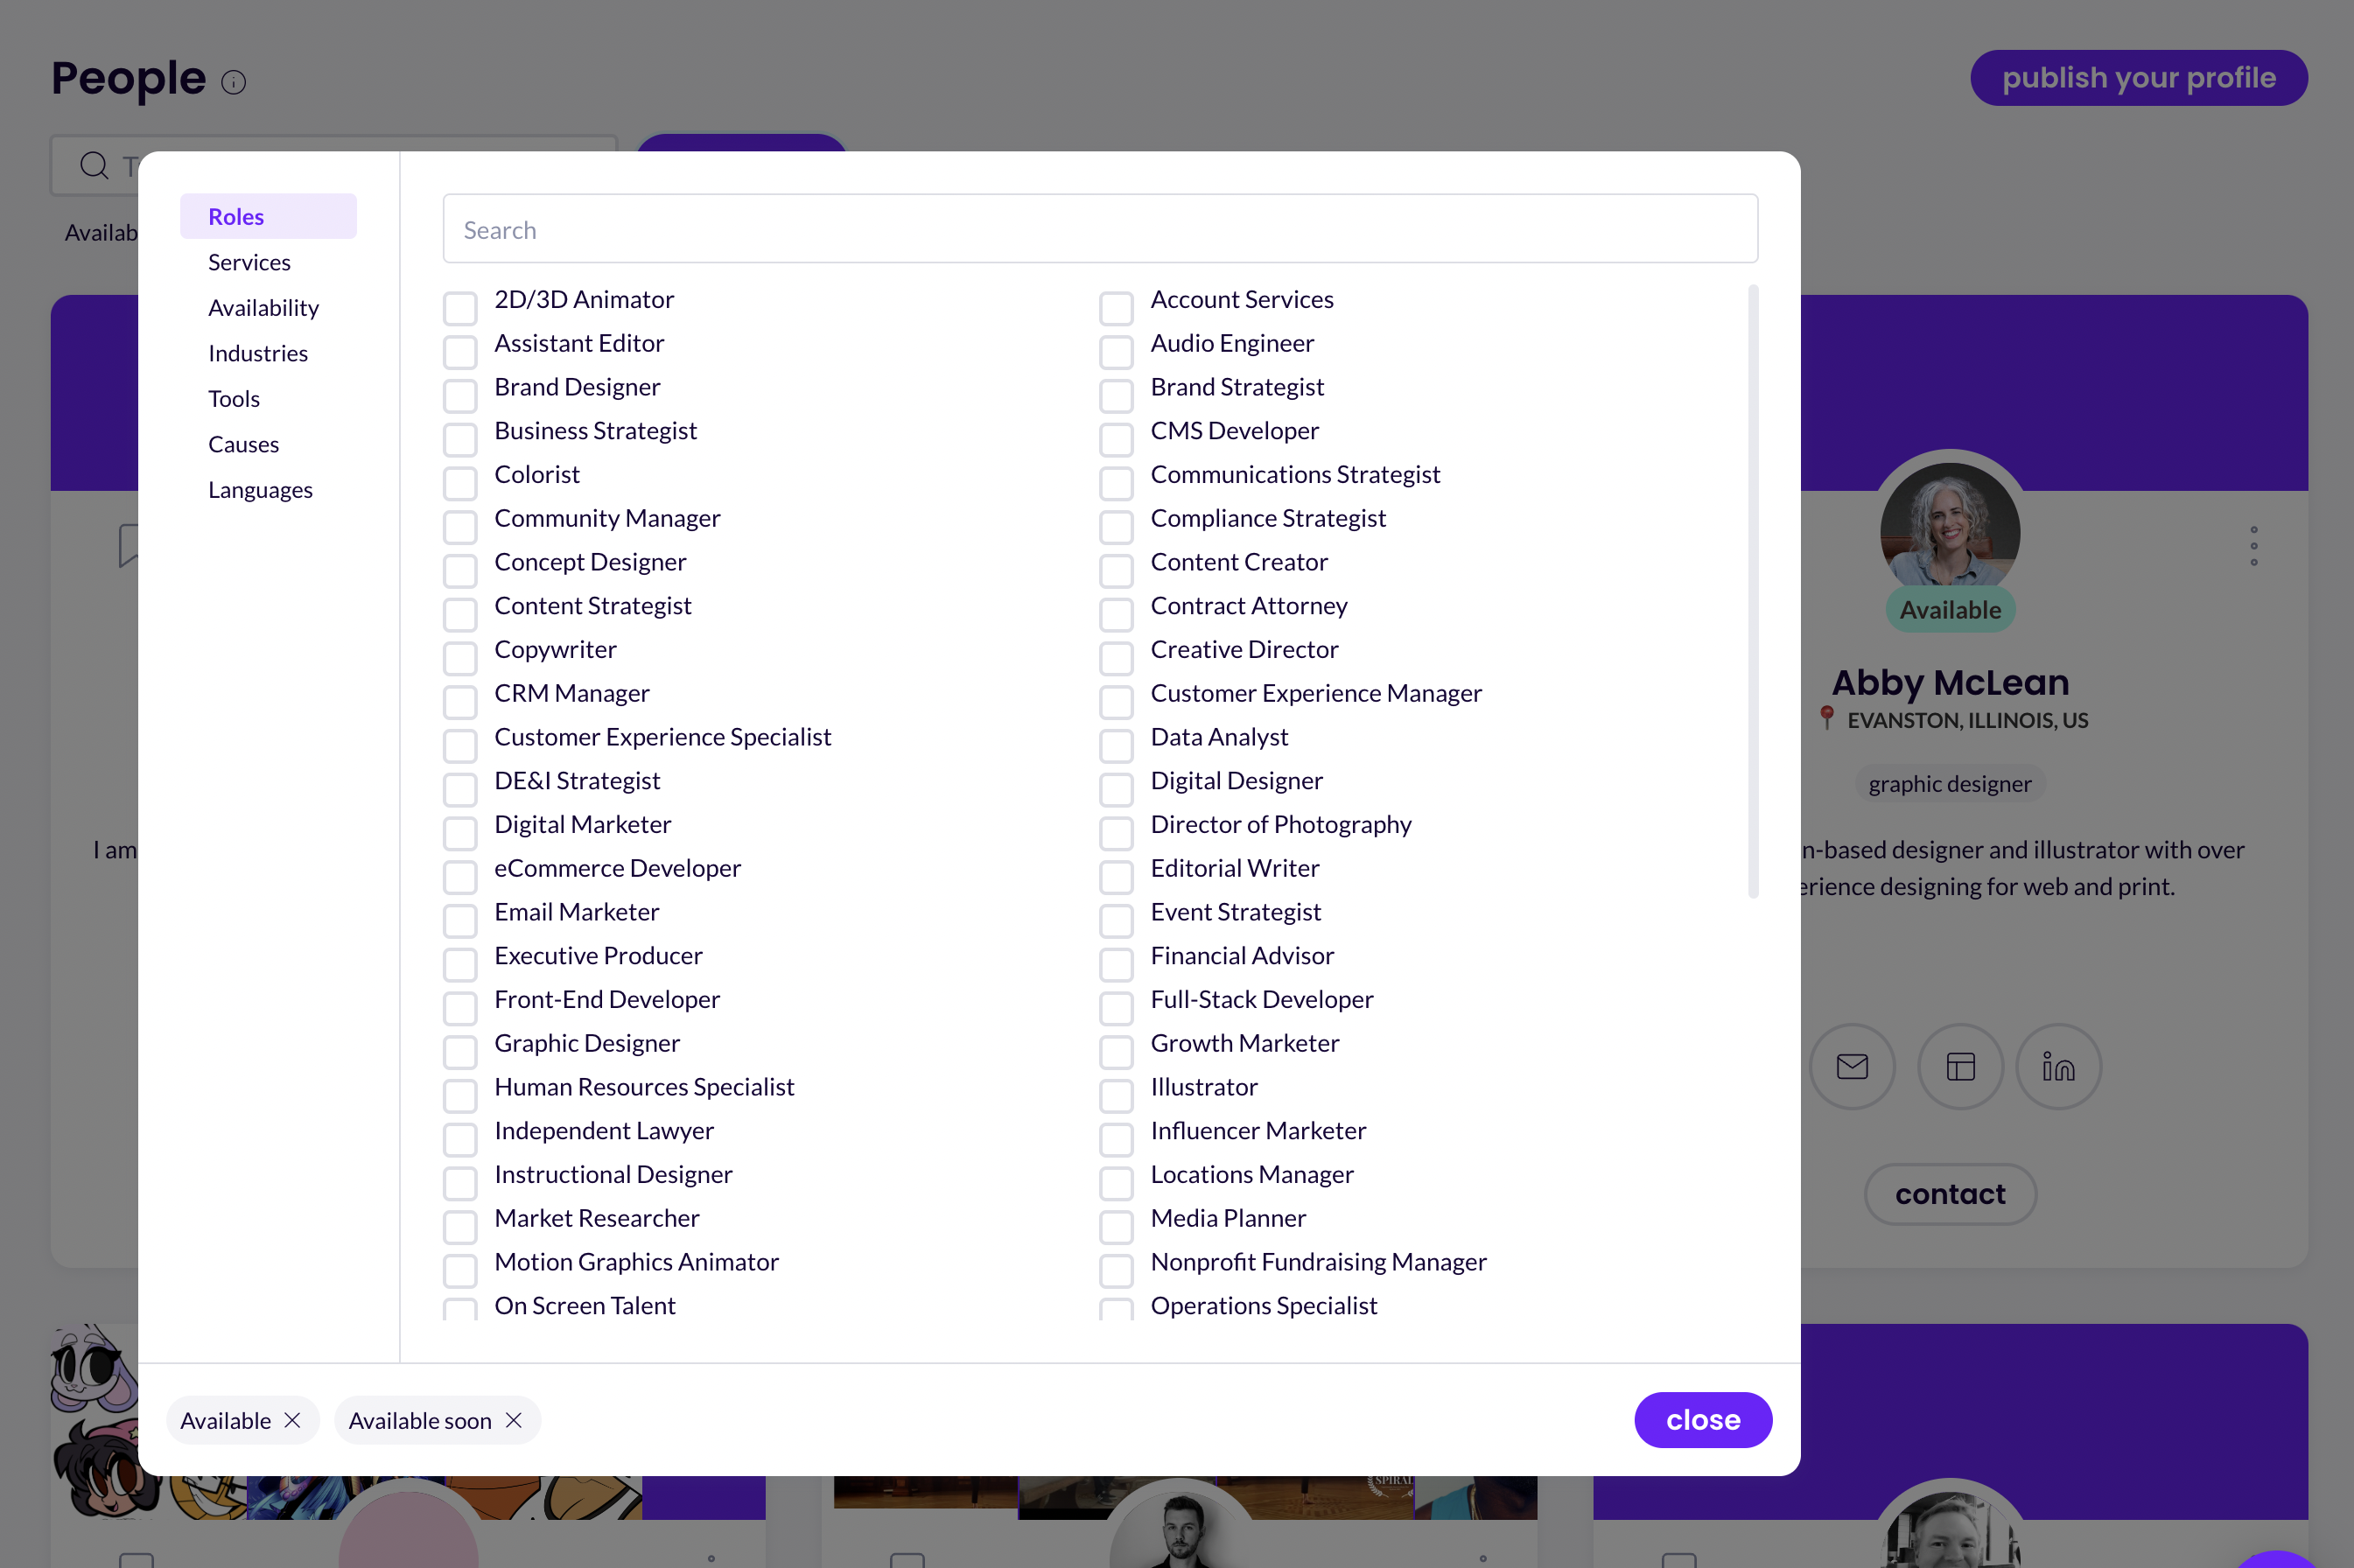 People
publish your profile
T
Availab
Roles
Services
Availability
Industries
Tools
Causes
Languages
Search
2D/3D Animator
Account Services
Assistant Editor
Audio Engineer
Brand Designer
Brand Strategist
Business Strategist
CMS Developer
Colorist
Communications Strategist
Community Manager
Compliance Strategist
Concept Designer
Content Creator
Content Strategist
Contract Attorney
Copywriter
Creative Director
CRM Manager
Customer Experience Manager
Customer Experience Specialist
Data Analyst
DE&I Strategist
Digital Designer
Digital Marketer
Director of Photography
eCommerce Developer
Editorial Writer
Email Marketer
Event Strategist
Executive Producer
Financial Advisor
Front-End Developer
Full-Stack Developer
Graphic Designer
Growth Marketer
Human Resources Specialist
Illustrator
Independent Lawyer
Influencer Marketer
Instructional Designer
Locations Manager
Market Researcher
Media Planner
Motion Graphics Animator
Nonprofit Fundraising Manager
On Screen Talent
Operations Specialist
Available
Available soon
close
I am
Available
Abby McLean
EVANSTON, ILLINOIS, US
graphic designer
n-based designer and illustrator with over
erience designing for web and print.
in
contact
SPIRAL